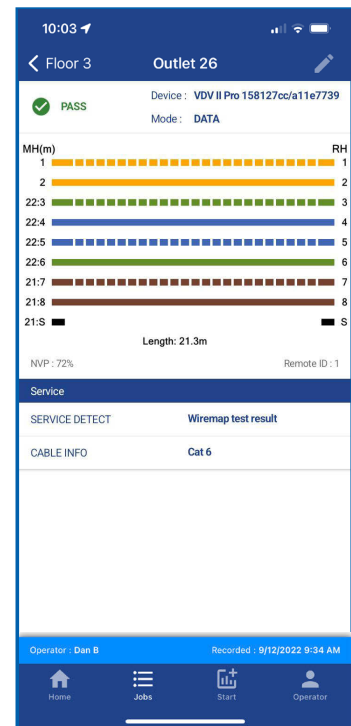 10:03
Floor 3 Outlet 26
PASS
Device : VDV II Pro 158127cc/a11e7739
Mode : DATA
MH(m) RH
1 1
2 2
22:3 3
22:4 4
22:5 5
22:6 6
21:7 7
21:8 8
21:S S
Length: 21.3m
NVP : 72% Remote ID : 1
Service
SERVICE DETECT Wiremap test result
CABLE INFO Cat 6
Operator : Dan B Recorded : 9/12/2022 9:34 AM
Home Jobs Start Operator